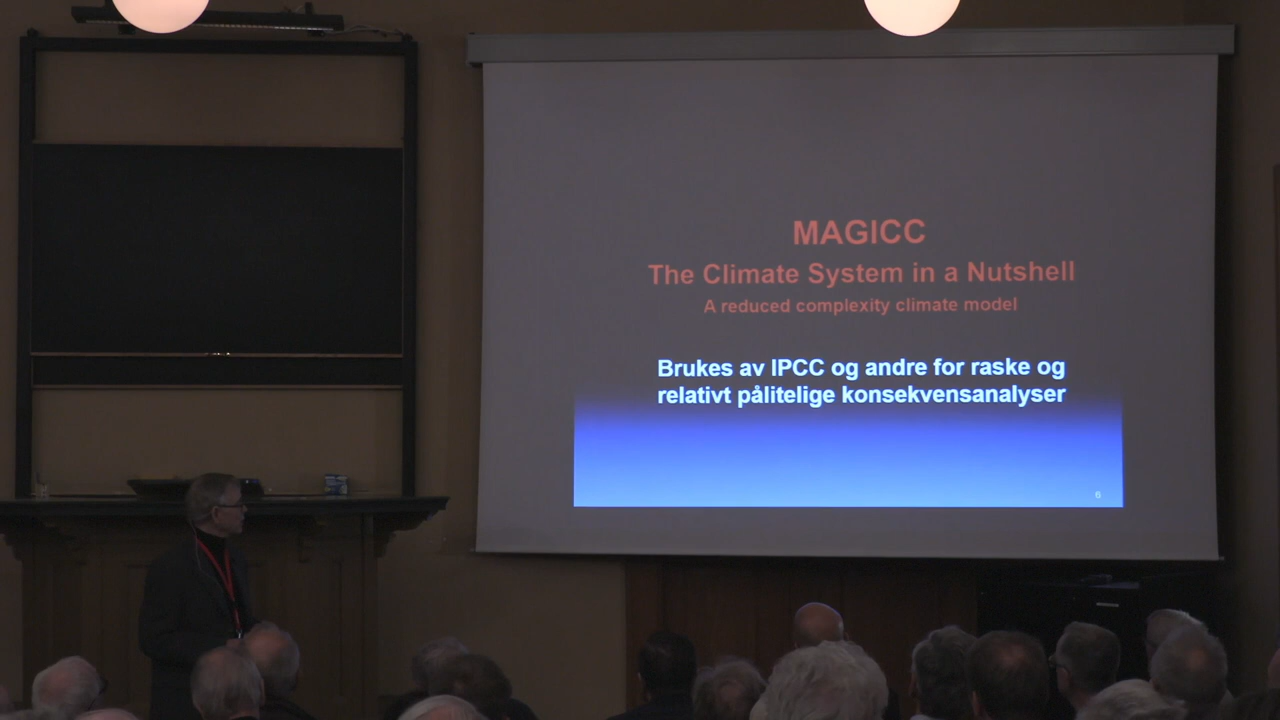 MAGICC
The Climate System in a Nutshell
A reduced complexity climate model
Brukes av IPCC og andre for raske og
relativt pålitelige konsekvensanalyser
6